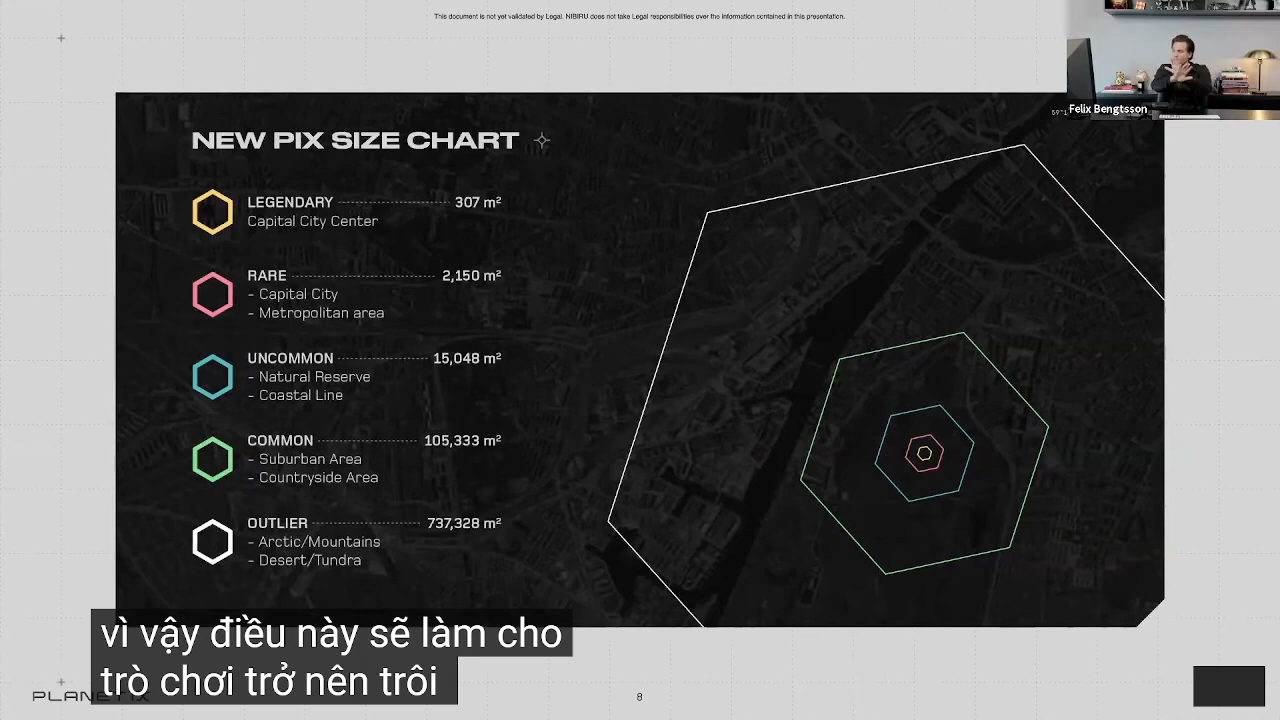 This document is not yet validated by Legal. NIBIRU does not take Legal responsibilities over the information contained in this presentation.
Felix Bengtsson
NEW PIX SIZE CHART
LEGENDARY 307 m²
Capital City Center
RARE 2,150 m²
- Capital City
- Metropolitan area
UNCOMMON 15,048 m²
- Natural Reserve
- Coastal Line
COMMON 105,333 m²
- Suburban Area
- Countryside Area
OUTLIER 737,328 m²
- Arctic/Mountains
- Desert/Tundra
vì vậy điều này sẽ làm cho
trò chơi trở nên trôi
8